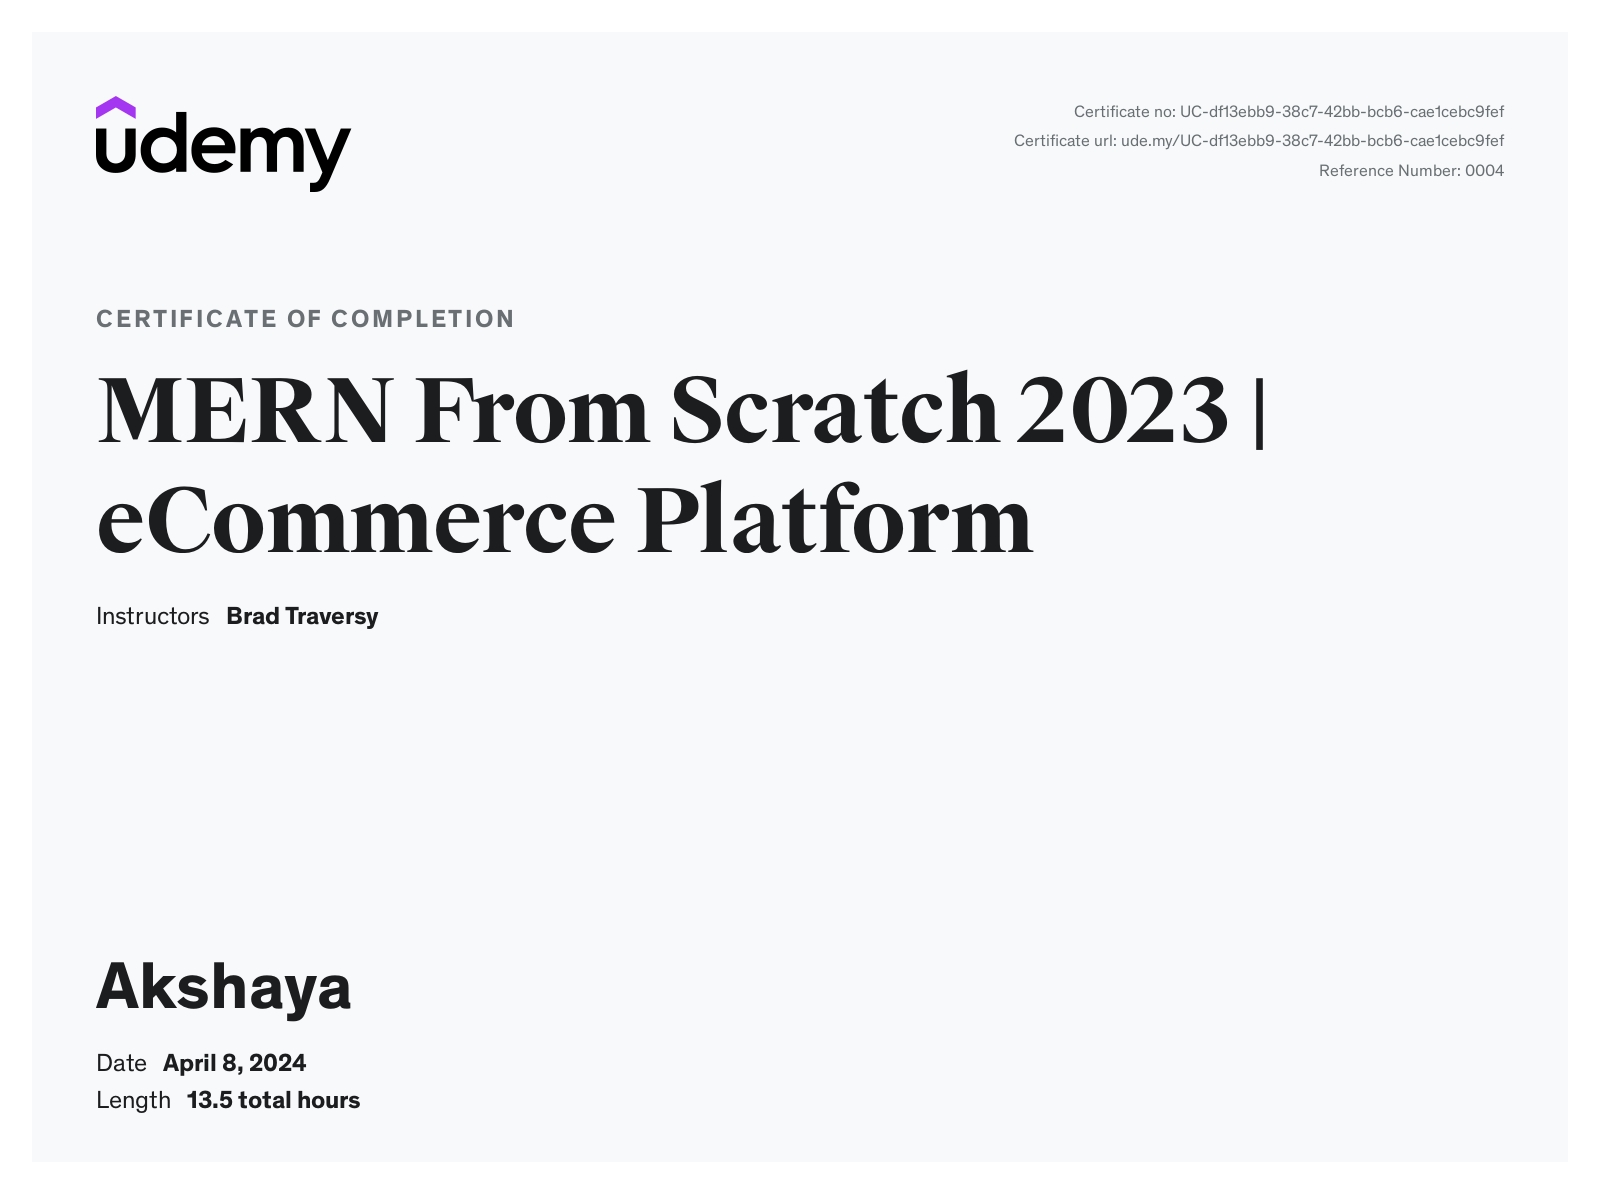 udemy
Certificate no: UC-df13ebb9-38c7-42bb-bcb6-cae1cebc9fef
Certificate url: ude.my/UC-df13ebb9-38c7-42bb-bcb6-cae1cebc9fef
Reference Number: 0004
CERTIFICATE OF COMPLETION
MERN From Scratch 2023 |
eCommerce Platform
Instructors Brad Traversy
Akshaya
Date April 8, 2024
Length 13.5 total hours